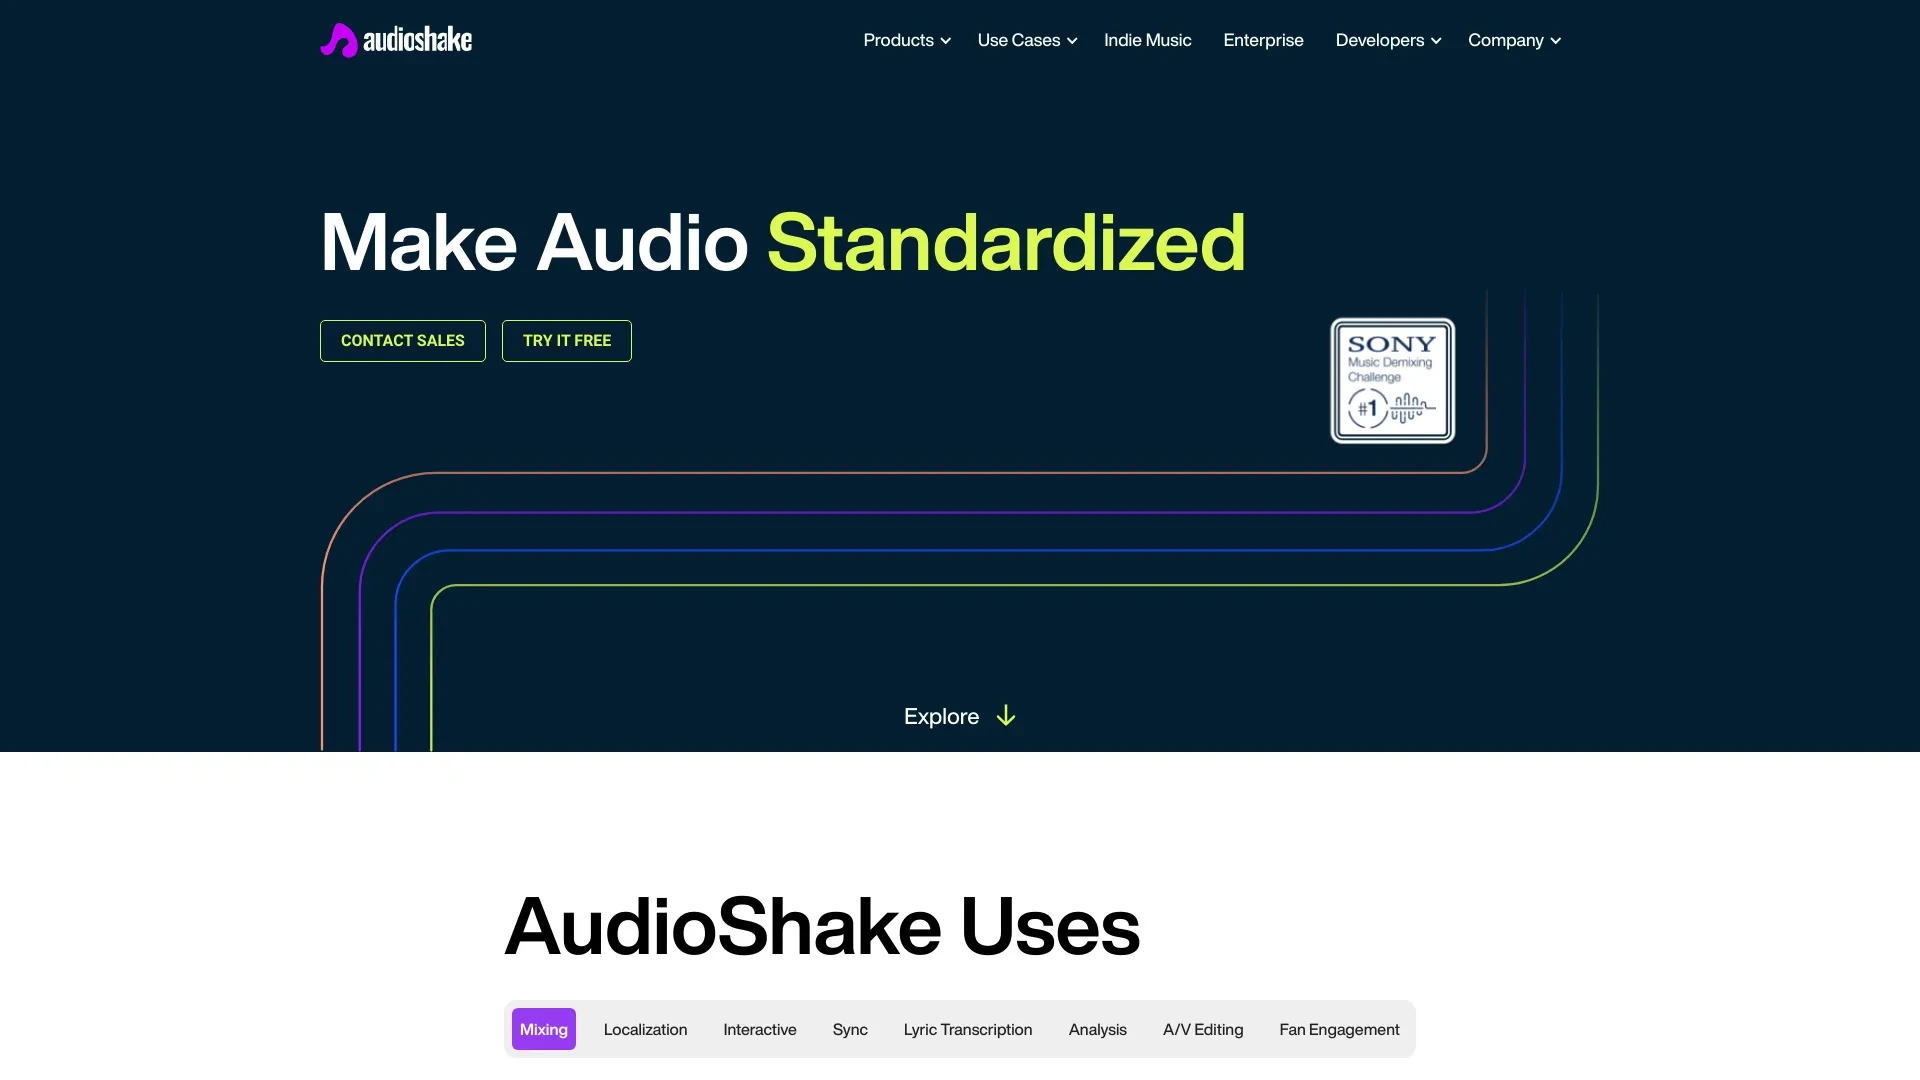 audioshake
Products
Use Cases
Indie Music
Enterprise
Developers
Company
Make Audio Standardized
CONTACT SALES
TRY IT FREE
SONY
Music Demixing
Challenge
#1
Explore
AudioShake Uses
Mixing
Localization
Interactive
Sync
Lyric Transcription
Analysis
A/V Editing
Fan Engagement